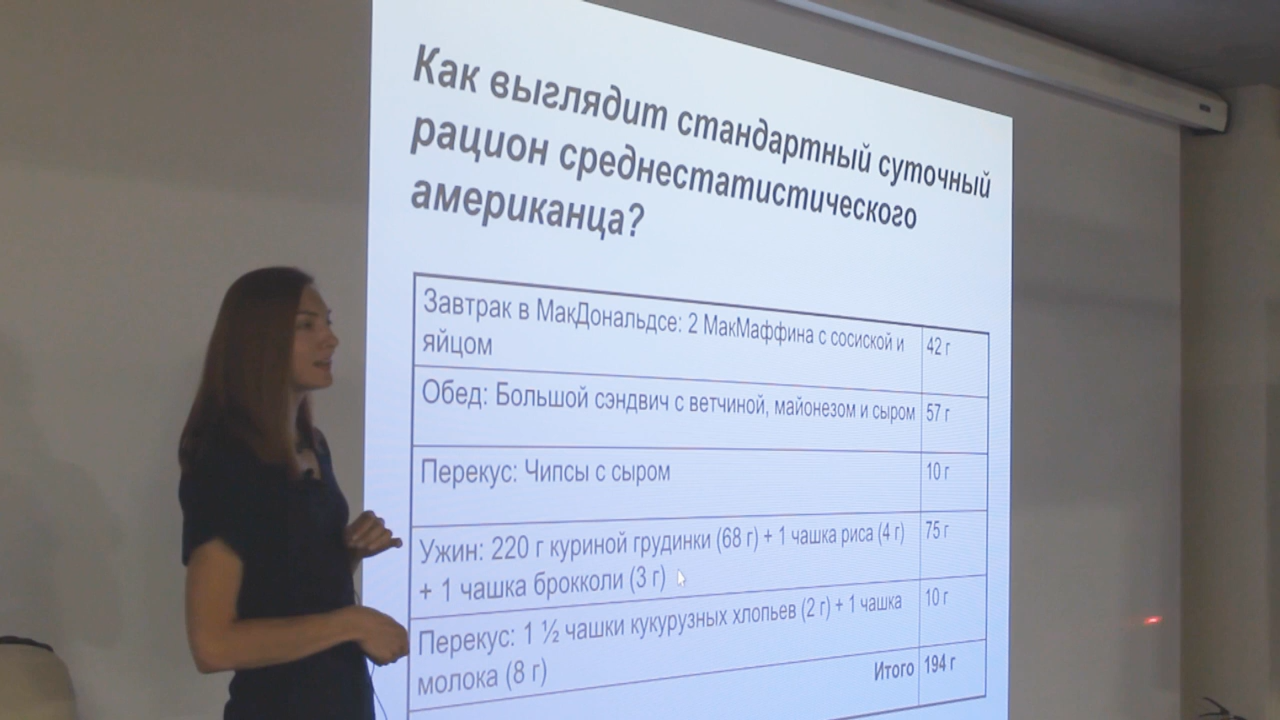 Как выглядит стандартный суточный
рацион среднестатистического
американца?
Завтрак в МакДональдсе: 2 МакМаффина с сосиской и
яйцом
42 г
Обед: Большой сэндвич с ветчиной, майонезом и сыром
57 г
Перекус: Чипсы с сыром
10 г
Ужин: 220 г куриной грудинки (68 г) + 1 чашка риса (4 г)
+ 1 чашка брокколи (3 г)
75 г
Перекус: 1 ½ чашки кукурузных хлопьев (2 г) + 1 чашка
молока (8 г)
10 г
Итого
194 г